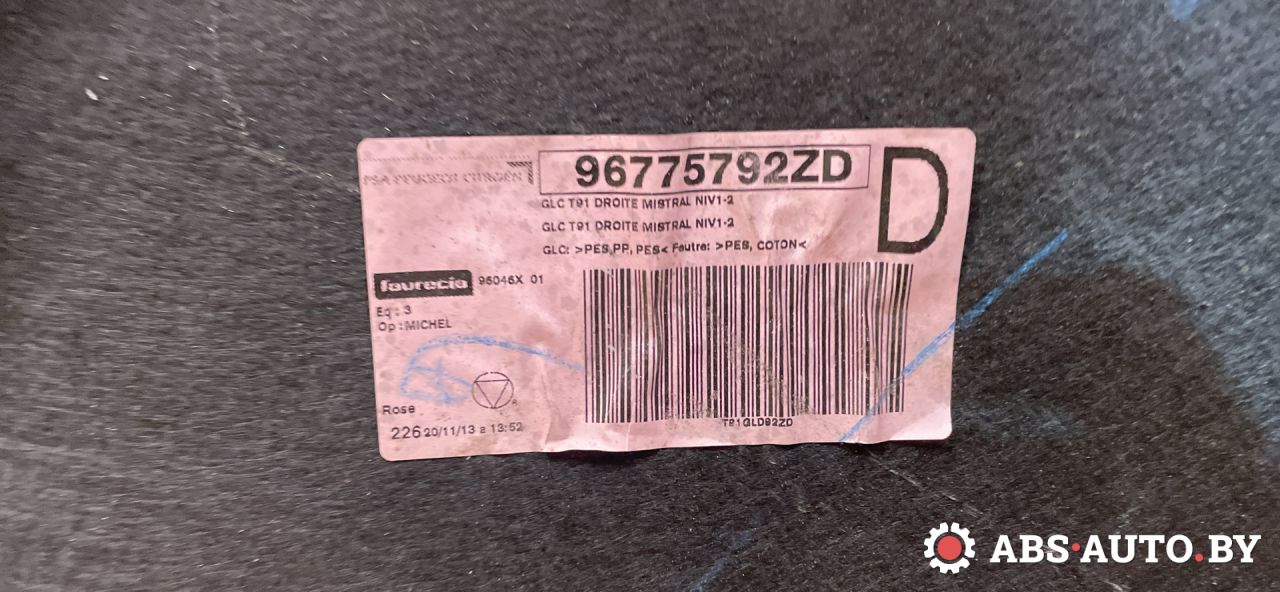 PSA PEUGEOT CITROËN
96775792ZD
D
GLC T91 DROITE MISTRAL NIV1-2
GLC T91 DROITE MISTRAL NIV1-2
GLC: >PES,PP, PES< Feutre: >PES, COTON<
faurecia 95046X 01
Eq : 3
Op :MICHEL
Rose
226 20/11/13 a 13:52
T91GLD92ZD
ABS·AUTO.BY